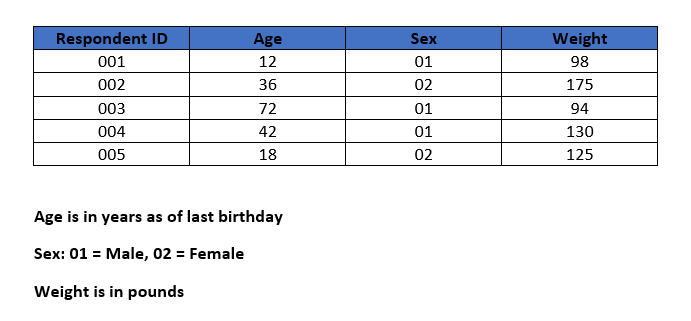 Respondent ID Age Sex Weight
001 12 01 98
002 36 02 175
003 72 01 94
004 42 01 130
005 18 02 125
Age is in years as of last birthday
Sex: 01 = Male, 02 = Female
Weight is in pounds